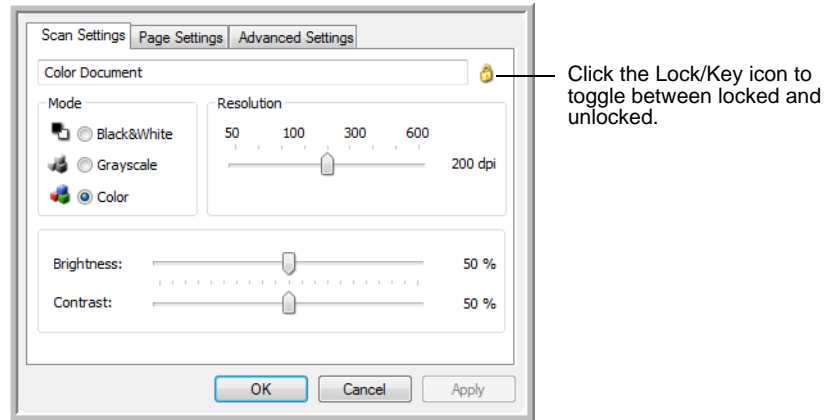 Scan Settings Page Settings Advanced Settings
Color Document
Click the Lock/Key icon to
toggle between locked and
unlocked.
Mode
Black&White
Grayscale
Color
Resolution
50 100 300 600
200 dpi
Brightness: 50 %
Contrast: 50 %
OK Cancel Apply